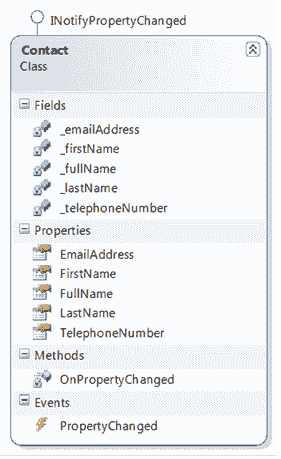 INotifyPropertyChanged
Contact
Class
Fields
_emailAddress
_firstName
_fullName
_lastName
_telephoneNumber
Properties
EmailAddress
FirstName
FullName
LastName
TelephoneNumber
Methods
OnPropertyChanged
Events
PropertyChanged